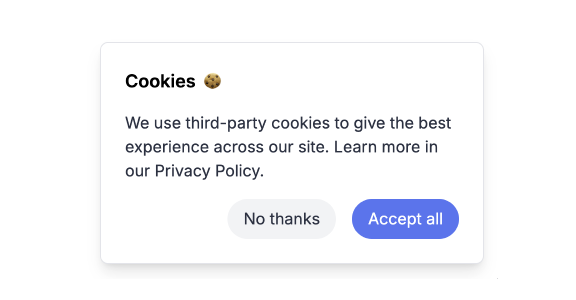 Cookies 🍪
We use third-party cookies to give the best
experience across our site. Learn more in
our Privacy Policy.
No thanks
Accept all